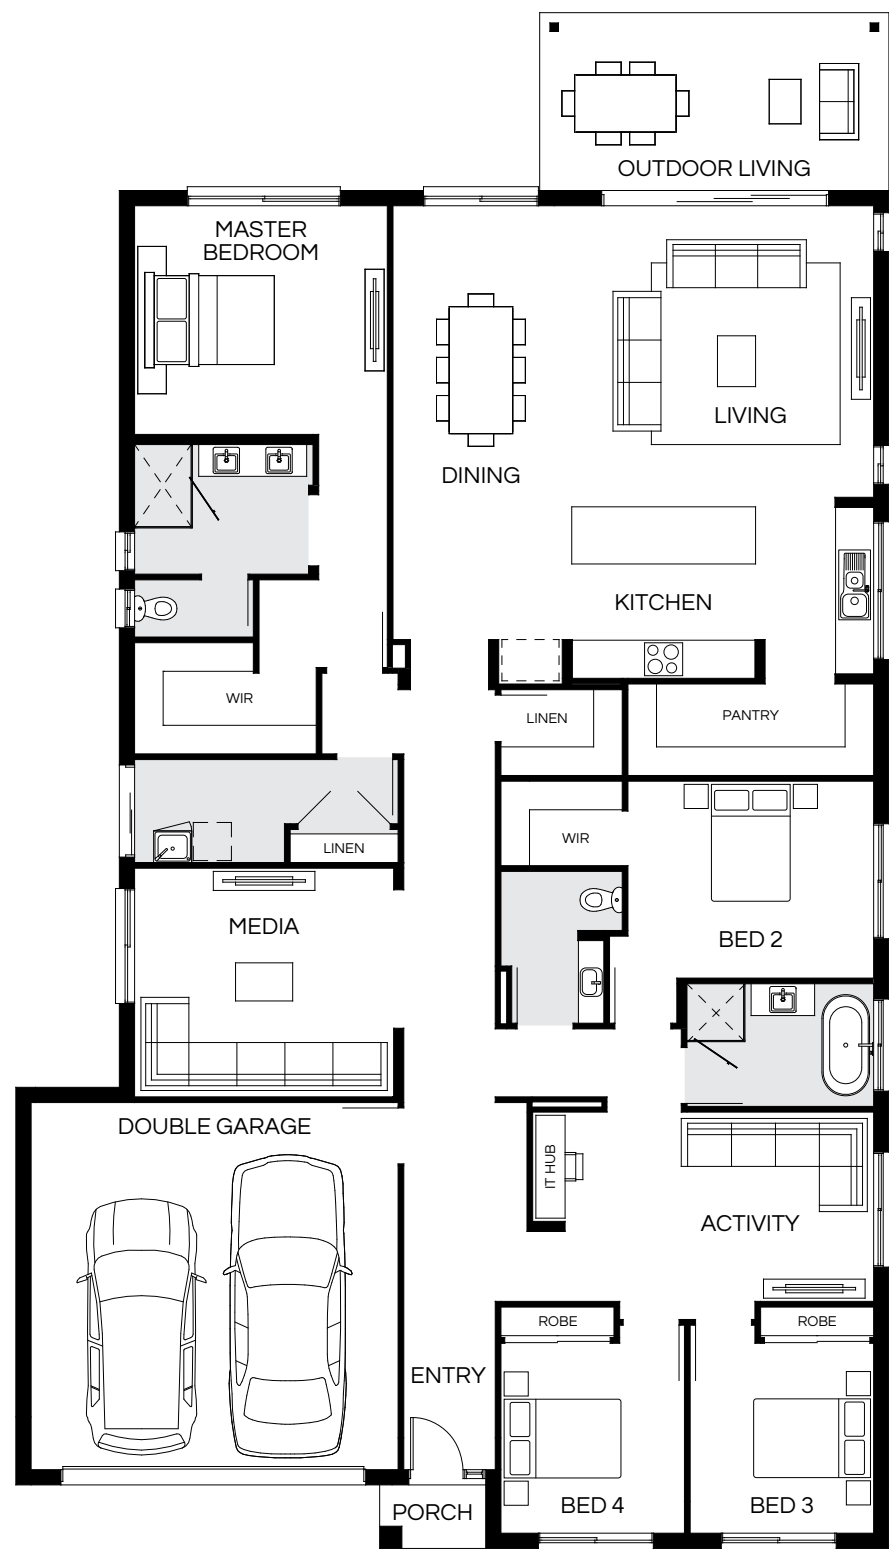 OUTDOOR LIVING
MASTER
BEDROOM
LIVING
DINING
KITCHEN
WIR
LINEN
PANTRY
WIR
LINEN
MEDIA
BED 2
DOUBLE GARAGE
IT HUB
ACTIVITY
ROBE
ROBE
ENTRY
BED 4
BED 3
PORCH